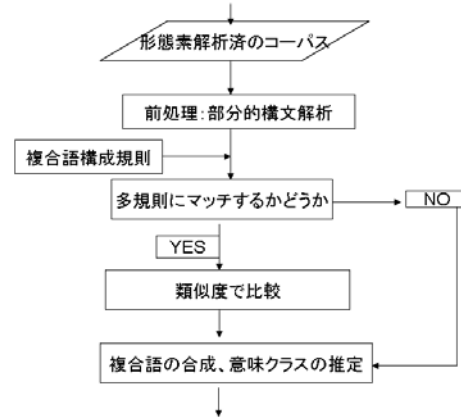 形態素解析済のコーパス
前処理：部分的構文解析
複合語構成規則
多規則にマッチするかどうか
NO
YES
類似度で比較
複合語の合成、意味クラスの推定